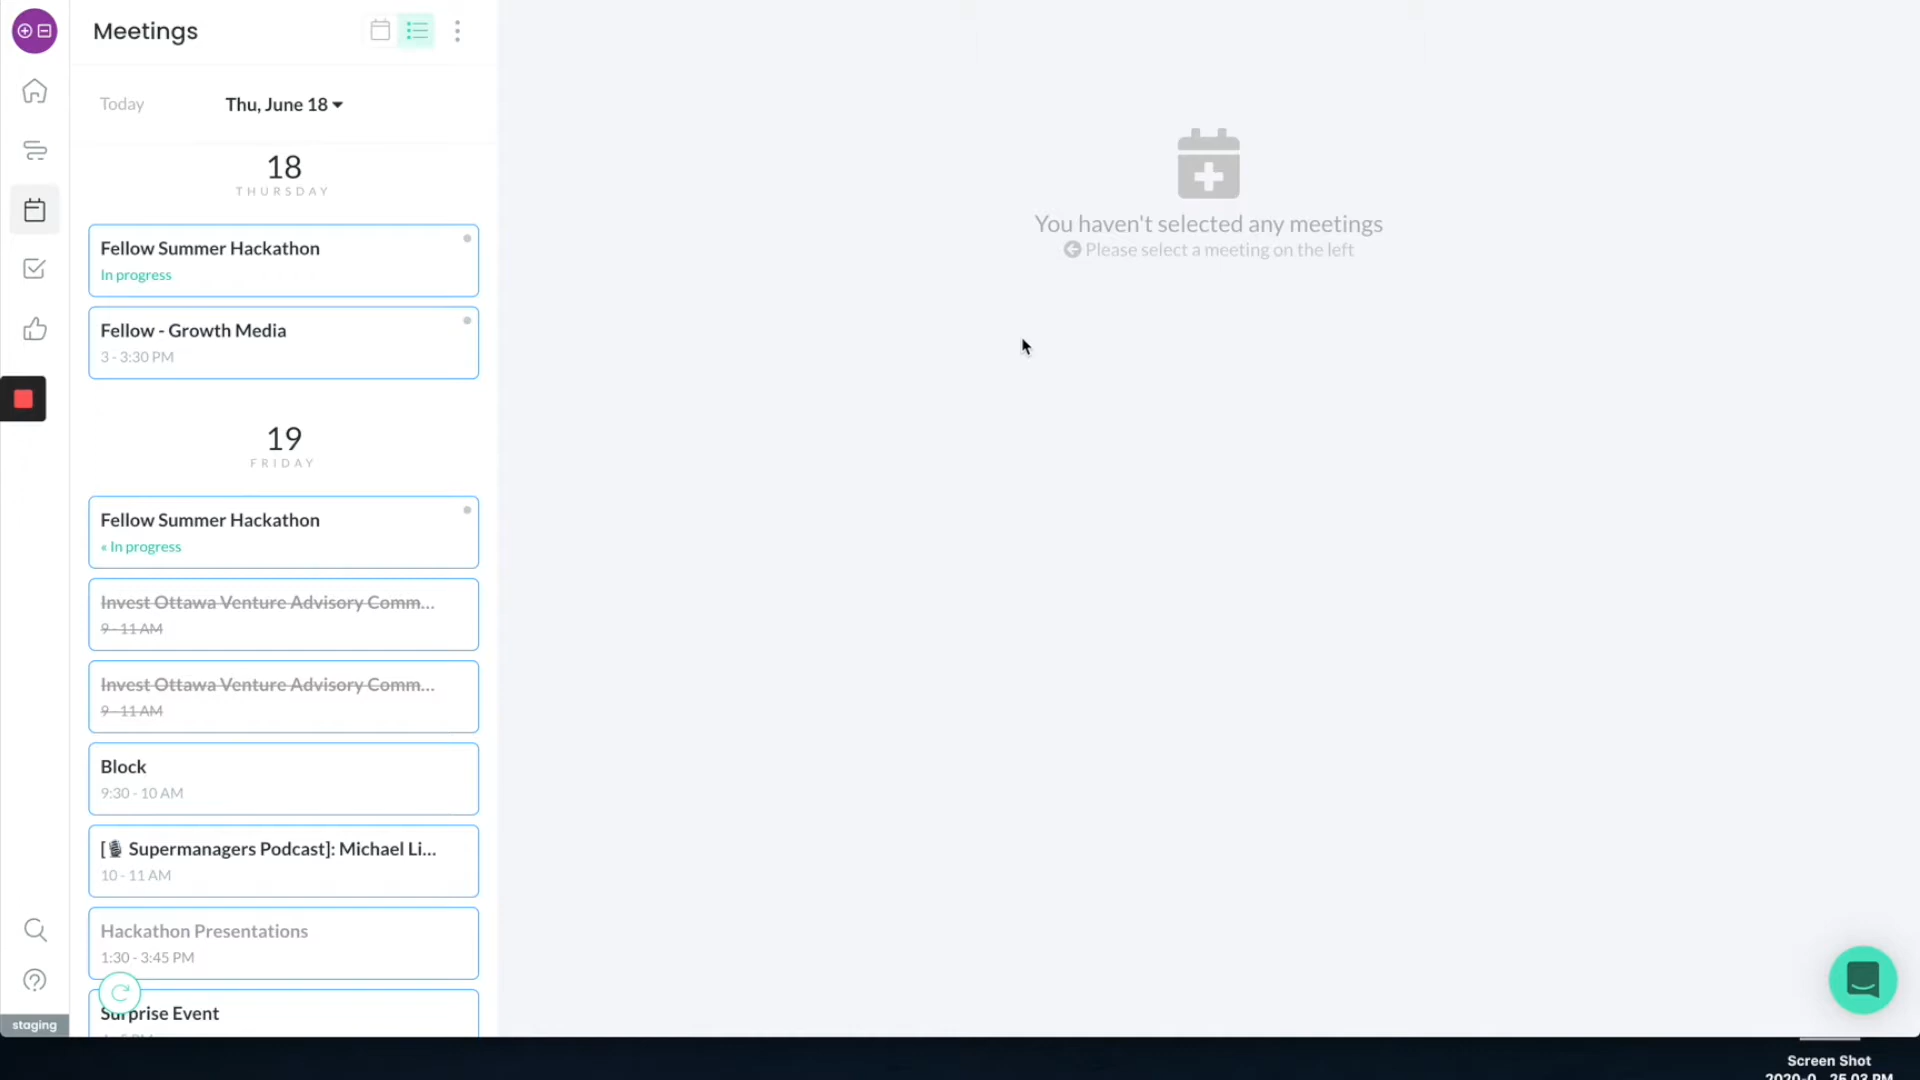 Meetings
Today
Thu, June 18
18
THURSDAY
Fellow Summer Hackathon
In progress
Fellow - Growth Media
3 - 3:30 PM
19
FRIDAY
Fellow Summer Hackathon
« In progress
Invest Ottawa Venture Advisory Comm...
9 - 11 AM
Invest Ottawa Venture Advisory Comm...
9 - 11 AM
Block
9:30 - 10 AM
[🎙 Supermanagers Podcast]: Michael Li...
10 - 11 AM
Hackathon Presentations
1:30 - 3:45 PM
Surprise Event
staging
You haven't selected any meetings
Please select a meeting on the left
Screen Shot